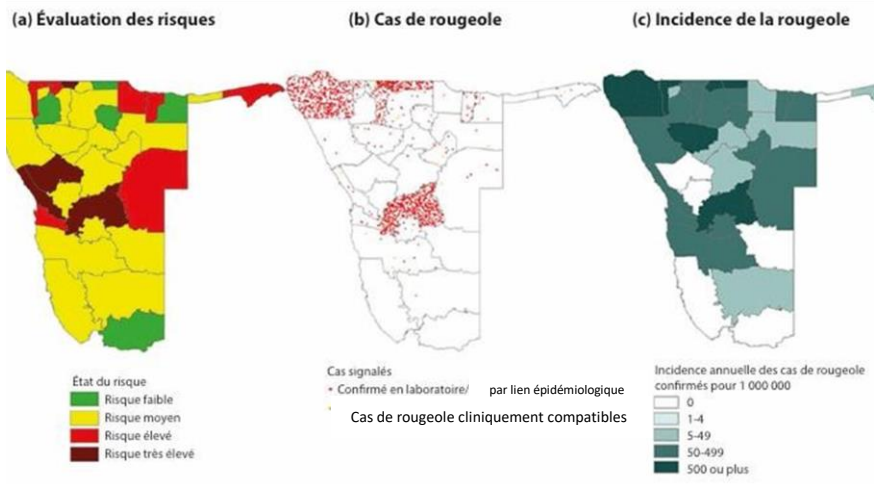 (a) Évaluation des risques
(b) Cas de rougeole
(c) Incidence de la rougeole
État du risque
Risque faible
Risque moyen
Risque élevé
Risque très élevé
Cas signalés
Confirmé en laboratoire/ par lien épidémiologique
Cas de rougeole cliniquement compatibles
Incidence annuelle des cas de rougeole
confirmés pour 1 000 000
0
1-4
5-49
50-499
500 ou plus